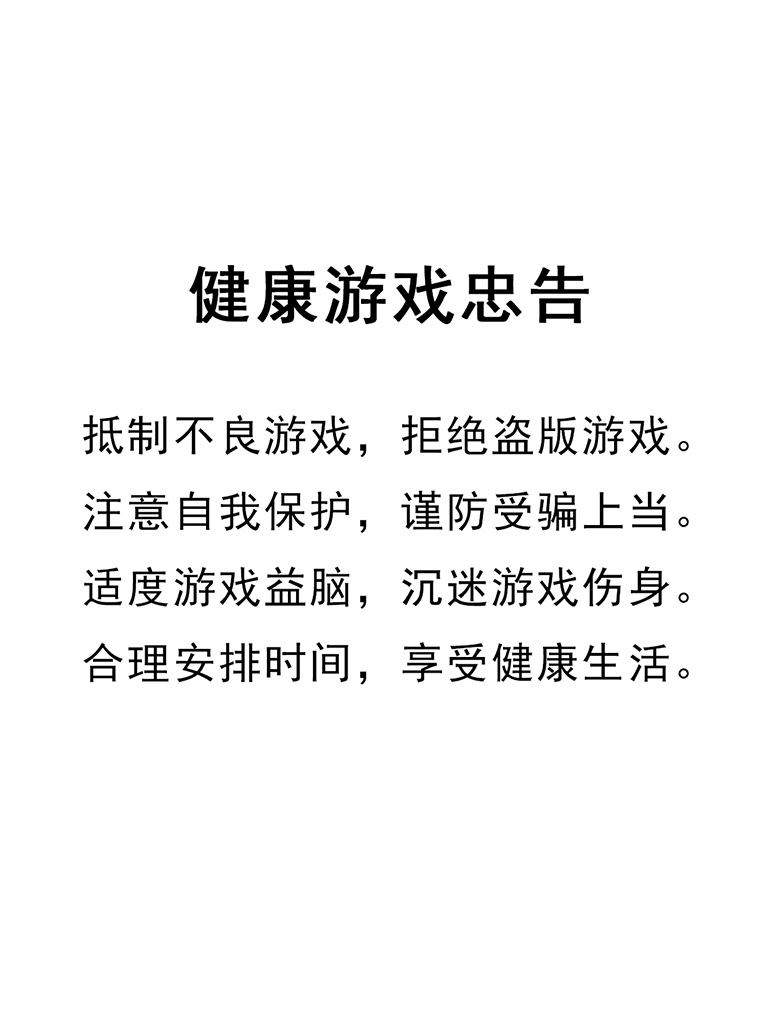 健康游戏忠告
抵制不良游戏，拒绝盗版游戏。
注意自我保护，谨防受骗上当。
适度游戏益脑，沉迷游戏伤身。
合理安排时间，享受健康生活。